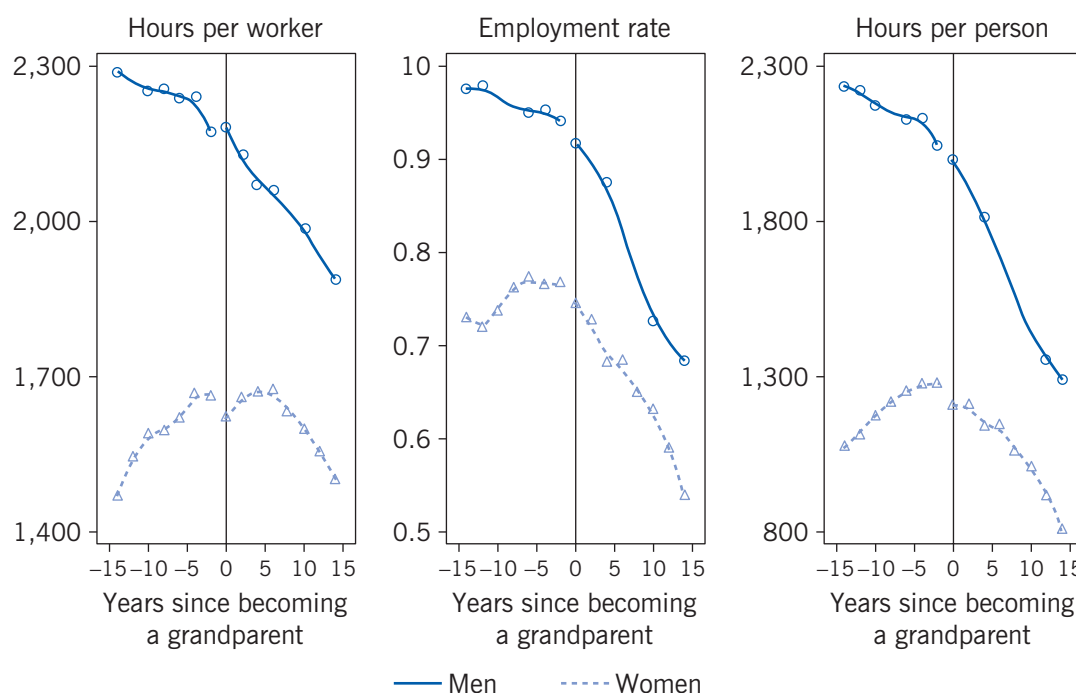 Hours per worker
2,300
2,000
1,700
1,400
−15 −10 −5 0 5 10 15
Years since becoming
a grandparent
Employment rate
10
0.9
0.8
0.7
0.6
0.5
−15 −10 −5 0 5 10 15
Years since becoming
a grandparent
Hours per person
2,300
1,800
1,300
800
−15 −10 −5 0 5 10 15
Years since becoming
a grandparent
Men
Women